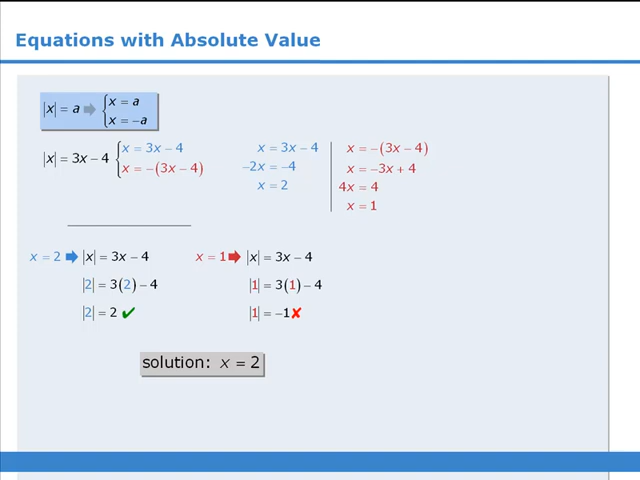 Equations with Absolute Value
|x| = a ➡ { x = a
x = −a
|x| = 3x − 4 { x = 3x − 4
x = −(3x − 4)
x = 3x − 4
−2x = −4
x = 2
x = −(3x − 4)
x = −3x + 4
4x = 4
x = 1
x = 2 ➡ |x| = 3x − 4
|2| = 3(2) − 4
|2| = 2 ✔
x = 1 ➡ |x| = 3x − 4
|1| = 3(1) − 4
|1| = −1 ✘
solution: x = 2